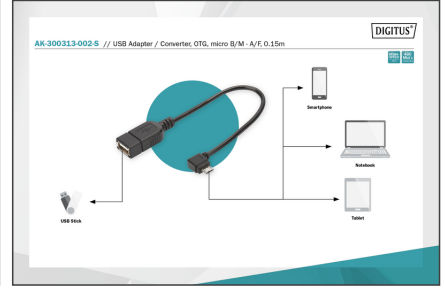 DIGITUS®
AK-300313-002-S // USB Adapter / Converter, OTG, micro B/M - A/F, 0.15m
Smartphone
Notebook
USB Stick
Tablet